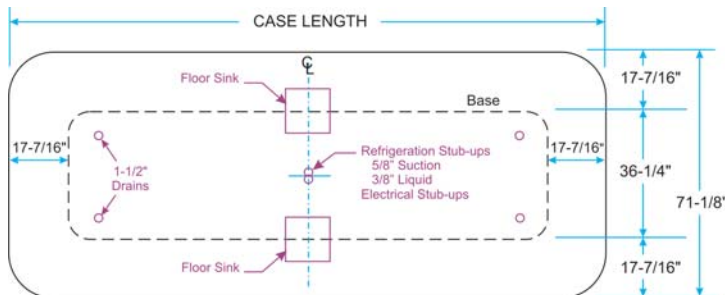 CASE LENGTH
CL
Floor Sink
17-7/16"
Base
17-7/16"
Refrigeration Stub-ups
17-7/16"
1-1/2"
Drains
5/8" Suction
3/8" Liquid
Electrical Stub-ups
36-1/4"
71-1/8"
Floor Sink
17-7/16"